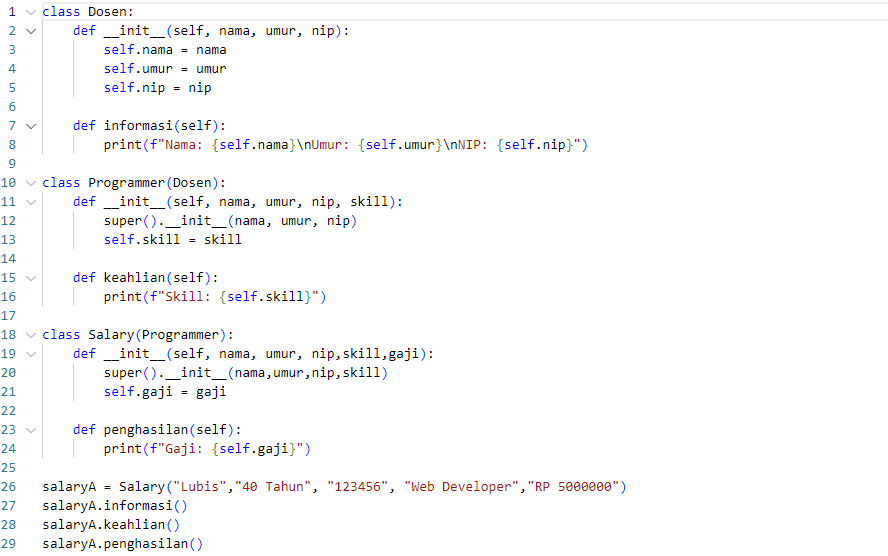 1 class Dosen:
2     def __init__(self, nama, umur, nip):
3         self.nama = nama
4         self.umur = umur
5         self.nip = nip
6
7     def informasi(self):
8         print(f"Nama: {self.nama}\nUmur: {self.umur}\nNIP: {self.nip}")
9
10 class Programmer(Dosen):
11     def __init__(self, nama, umur, nip, skill):
12         super().__init__(nama, umur, nip)
13         self.skill = skill
14
15     def keahlian(self):
16         print(f"Skill: {self.skill}")
17
18 class Salary(Programmer):
19     def __init__(self, nama, umur, nip,skill,gaji):
20         super().__init__(nama,umur,nip,skill)
21         self.gaji = gaji
22
23     def penghasilan(self):
24         print(f"Gaji: {self.gaji}")
25
26 salaryA = Salary("Lubis","40 Tahun", "123456", "Web Developer","RP 5000000")
27 salaryA.informasi()
28 salaryA.keahlian()
29 salaryA.penghasilan()